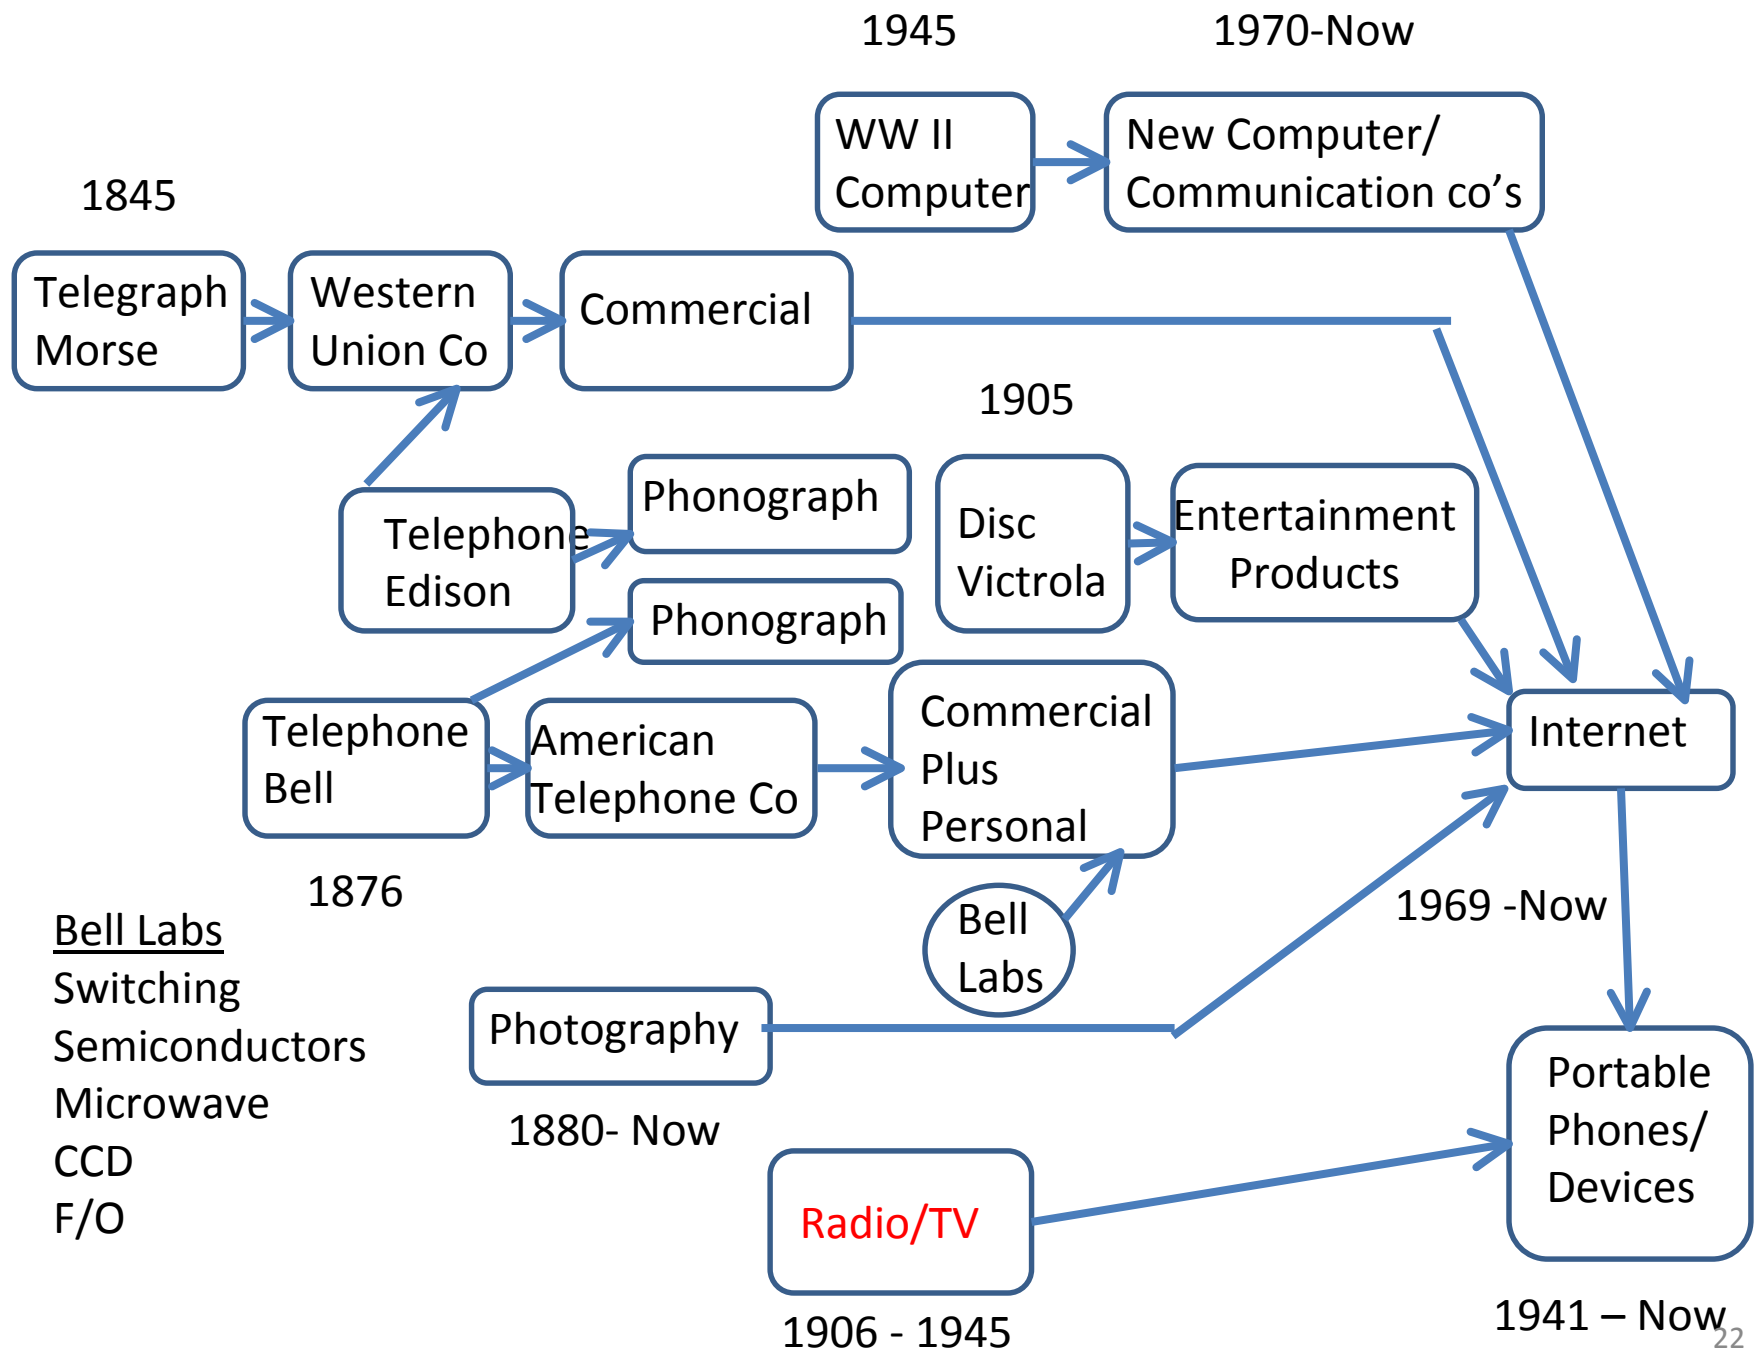 1945
1970-Now
WW II
Computer
New Computer/
Communication co’s
1845
Telegraph
Morse
Western
Union Co
Commercial
1905
Telephone
Edison
Phonograph
Disc
Victrola
Entertainment
Products
Phonograph
Telephone
Bell
American
Telephone Co
Commercial
Plus
Personal
Internet
1876
Bell
Labs
1969 -Now
Bell Labs
Switching
Semiconductors
Microwave
CCD
F/O
Photography
1880- Now
Radio/TV
1906 - 1945
Portable
Phones/
Devices
1941 – Now
22